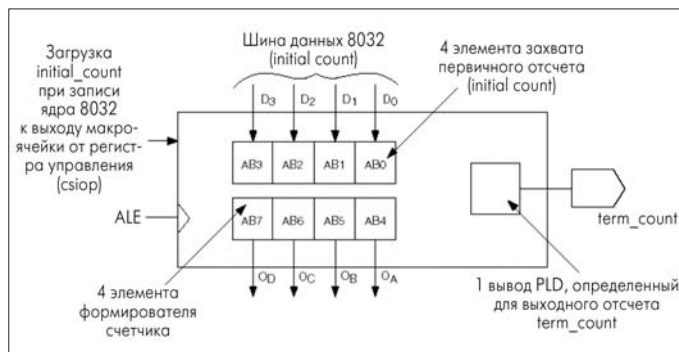 Загрузка
initial_count
при записи
ядра 8032
к выходу макро-
ячейки от регист-
ра управления
(csiop)
Шина данных 8032
(initial count)
4 элемента захвата
первичного отсчета
(initial count)
D3 D2 D1 D0
AB3 AB2 AB1 AB0
ALE
AB7 AB6 AB5 AB4
OD OC OB OA
term_count
4 элемента
формирователя
счетчика
1 вывод PLD, определенный
для выходного отсчета
term_count